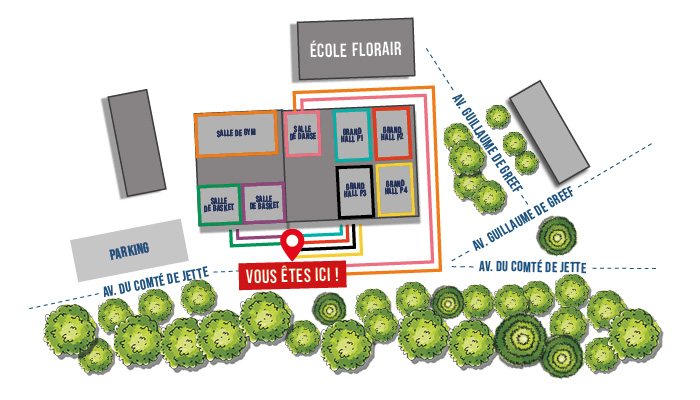 ÉCOLE FLORAIR
AV. GUILLAUME DE GREEF
SALLE DE GYM
SALLE
DE DANSE
GRAND
HALL P1
GRAND
HALL P2
GRAND
HALL P3
GRAND
HALL P4
SALLE
DE BASKET
SALLE
DE BASKET
AV. GUILLAUME DE GREEF
PARKING
AV. DU COMTÉ DE JETTE
VOUS ÊTES ICI !
AV. DU COMTÉ DE JETTE